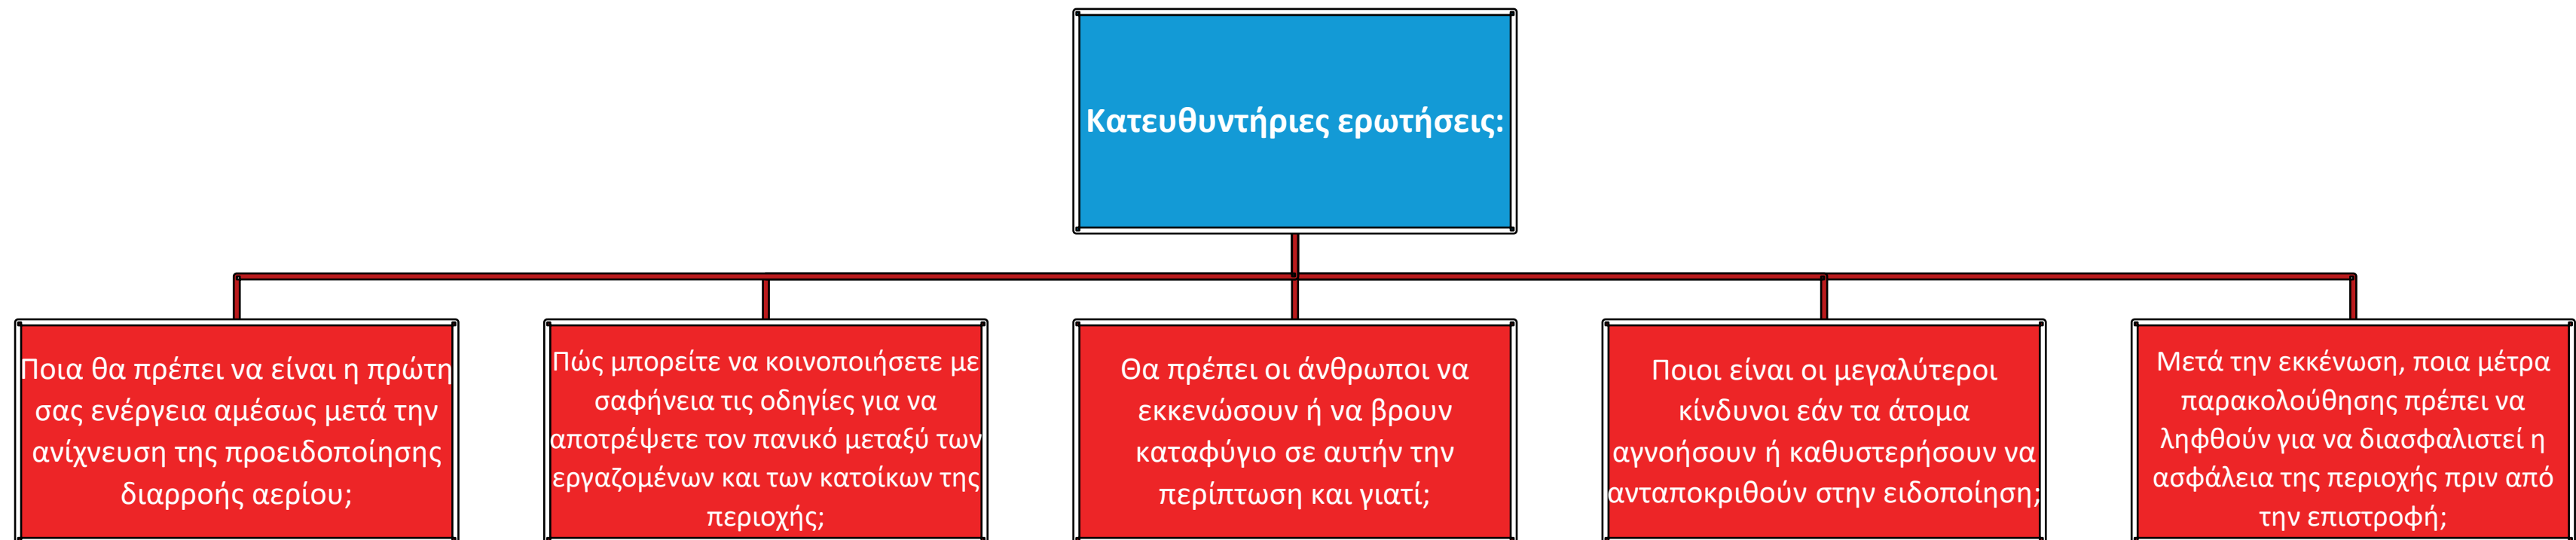 Κατευθυντήριες ερωτήσεις:
Ποια θα πρέπει να είναι η πρώτη
σας ενέργεια αμέσως μετά την
ανίχνευση της προειδοποίησης
διαρροής αερίου;
Πώς μπορείτε να κοινοποιήσετε με
σαφήνεια τις οδηγίες για να
αποτρέψετε τον πανικό μεταξύ των
εργαζομένων και των κατοίκων της
περιοχής;
Θα πρέπει οι άνθρωποι να
εκκενώσουν ή να βρουν
καταφύγιο σε αυτήν την
περίπτωση και γιατί;
Ποιοι είναι οι μεγαλύτεροι
κίνδυνοι εάν τα άτομα
αγνοήσουν ή καθυστερήσουν να
ανταποκριθούν στην ειδοποίηση;
Μετά την εκκένωση, ποια μέτρα
παρακολούθησης πρέπει να
ληφθούν για να διασφαλιστεί η
ασφάλεια της περιοχής πριν από
την επιστροφή;